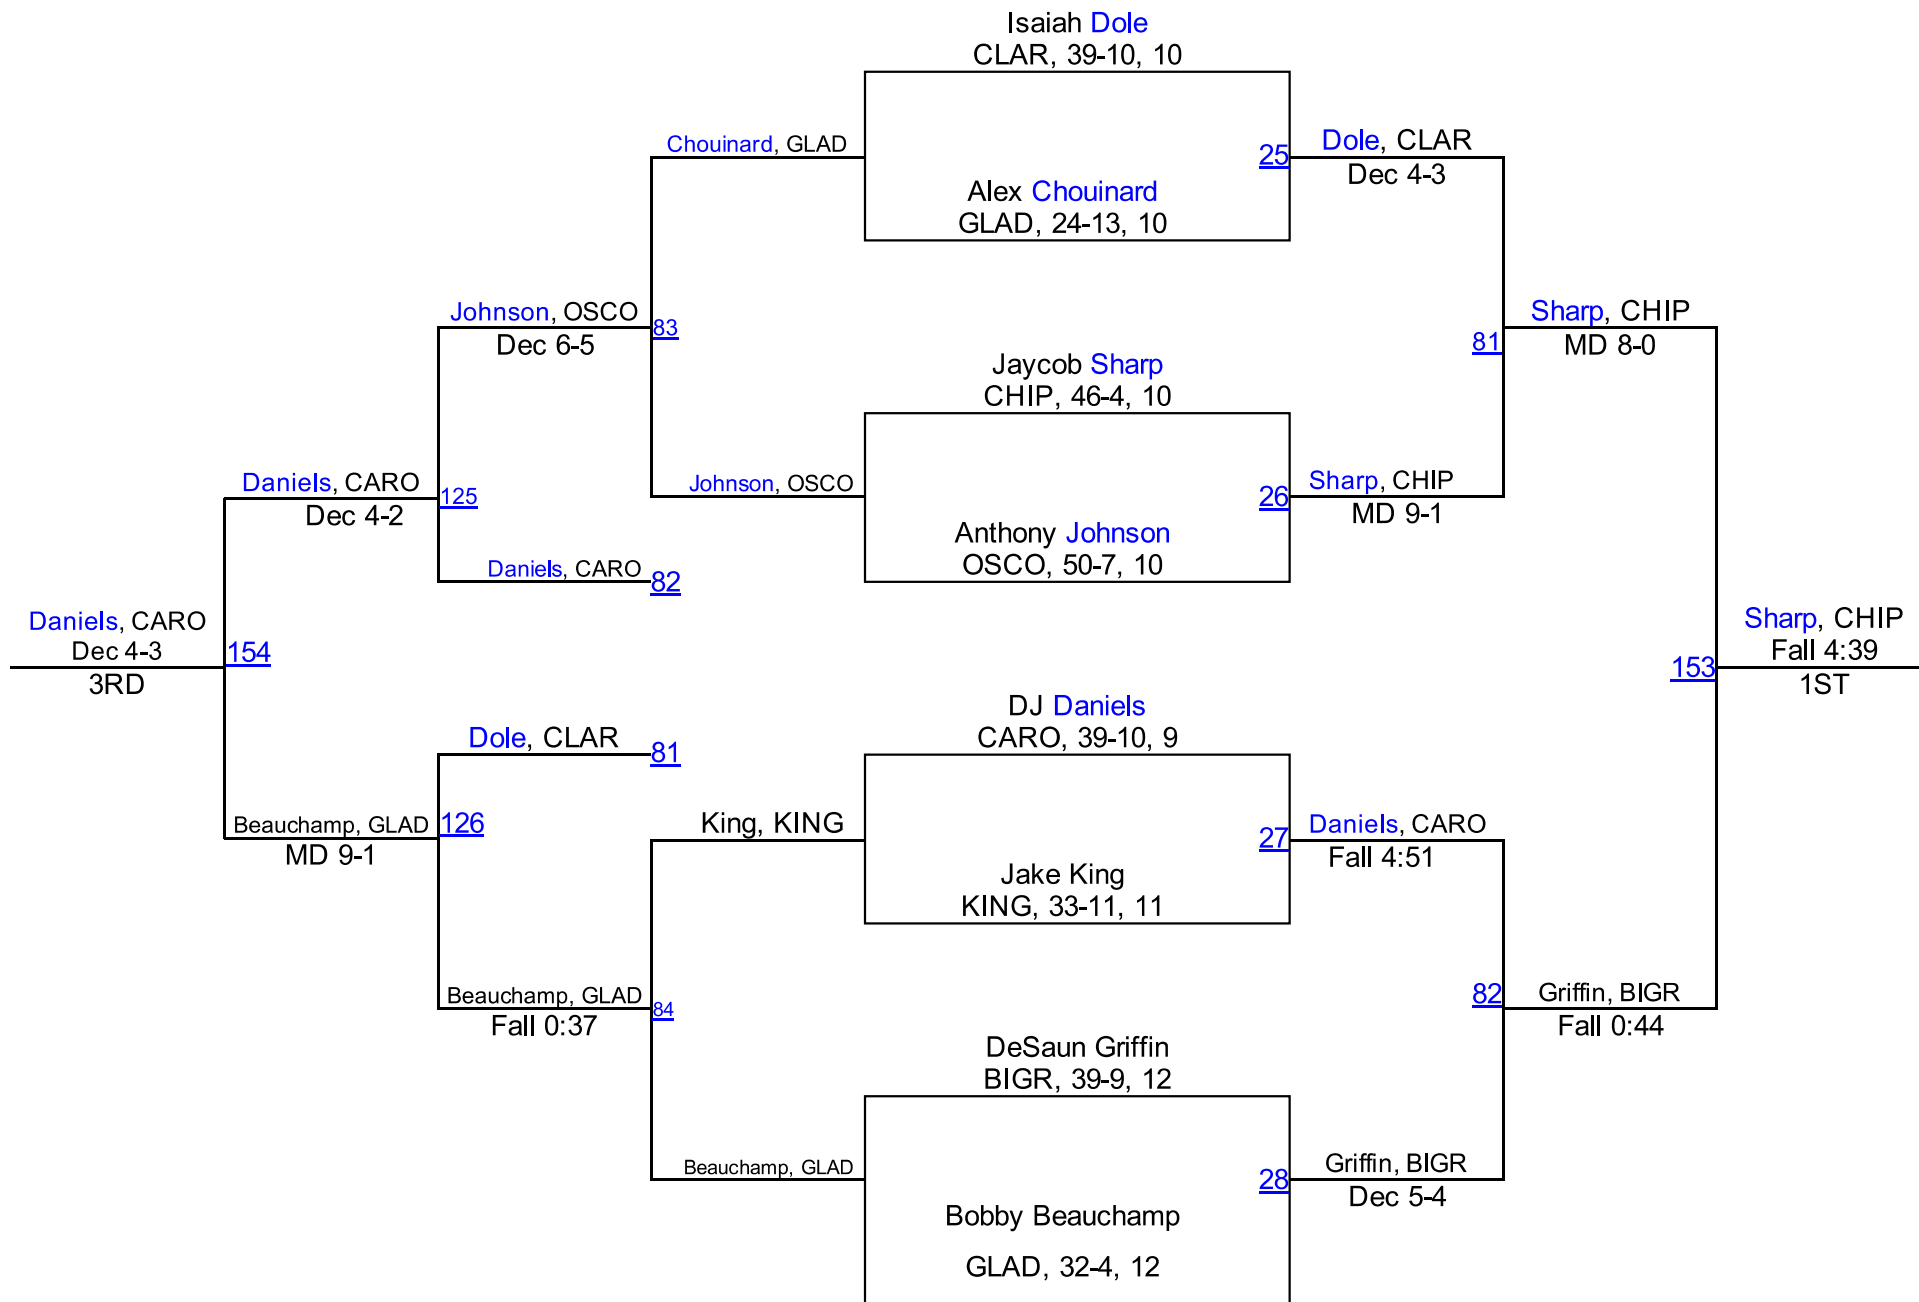 Isaiah Dole
CLAR, 39-10, 10
Chouinard, GLAD
25
Dole, CLAR
Dec 4-3
Alex Chouinard
GLAD, 24-13, 10
Johnson, OSCO
Dec 6-5
83
81
Sharp, CHIP
MD 8-0
Jaycob Sharp
CHIP, 46-4, 10
Daniels, CARO
Dec 4-2
125
Johnson, OSCO
26
Sharp, CHIP
MD 9-1
Anthony Johnson
OSCO, 50-7, 10
Daniels, CARO
82
Daniels, CARO
Dec 4-3
3RD
154
153
Sharp, CHIP
Fall 4:39
1ST
DJ Daniels
CARO, 39-10, 9
Dole, CLAR
81
Beauchamp, GLAD
MD 9-1
126
King, KING
27
Daniels, CARO
Fall 4:51
Jake King
KING, 33-11, 11
Beauchamp, GLAD
Fall 0:37
84
82
Griffin, BIGR
Fall 0:44
DeSaun Griffin
BIGR, 39-9, 12
Beauchamp, GLAD
28
Griffin, BIGR
Dec 5-4
Bobby Beauchamp
GLAD, 32-4, 12